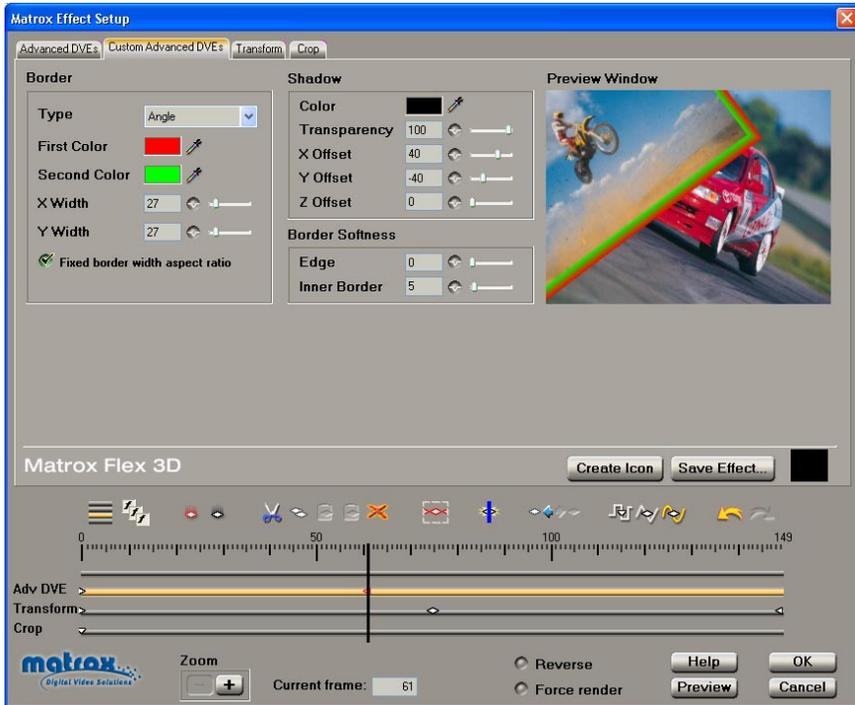 Matrox Effect Setup
Advanced DVEs Custom Advanced DVEs Transform Crop
Border
Type Angle
First Color
Second Color
X Width 27
Y Width 27
Fixed border width aspect ratio
Shadow
Color
Transparency 100
X Offset 40
Y Offset -40
Z Offset 0
Border Softness
Edge 0
Inner Border 5
Preview Window
Matrox Flex 3D
Create Icon Save Effect...
0 50 100 149
Adv DVE
Transform
Crop
matrox
Digital Video Solutions
Zoom
Current frame: 61
Reverse
Force render
Help OK
Preview Cancel